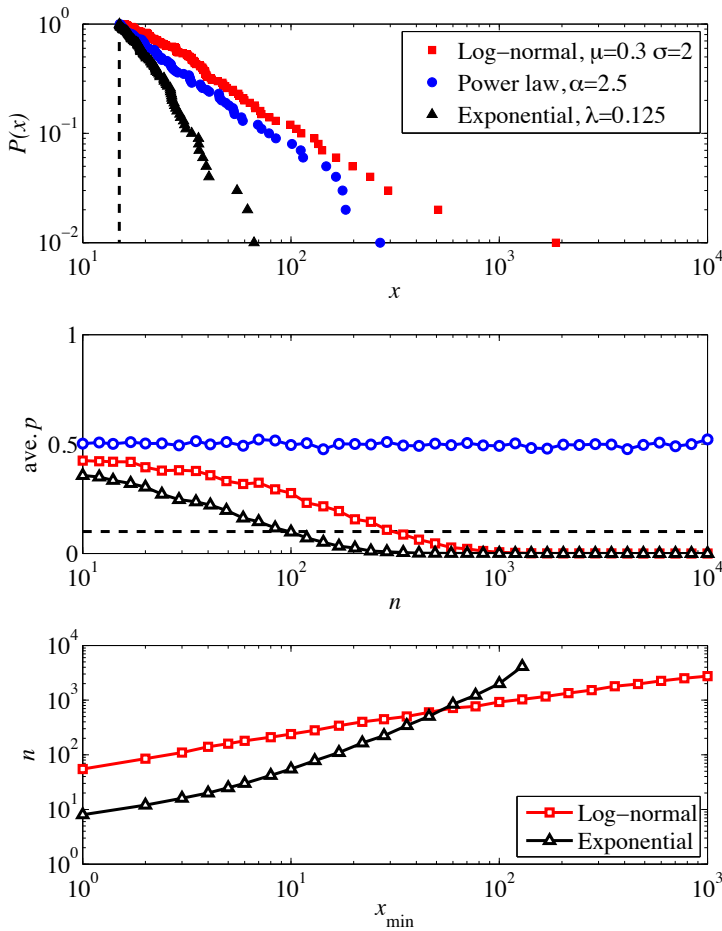 10^0
10^-1
10^-2
P(x)
Log-normal, μ=0.3 σ=2
Power law, α=2.5
Exponential, λ=0.125
10^1 10^2 10^3 10^4
x
1
0.5
0
ave. p
10^1 10^2 10^3 10^4
n
10^4
10^3
10^2
10^1
10^0
n
Log-normal
Exponential
10^0 10^1 10^2 10^3
x_min